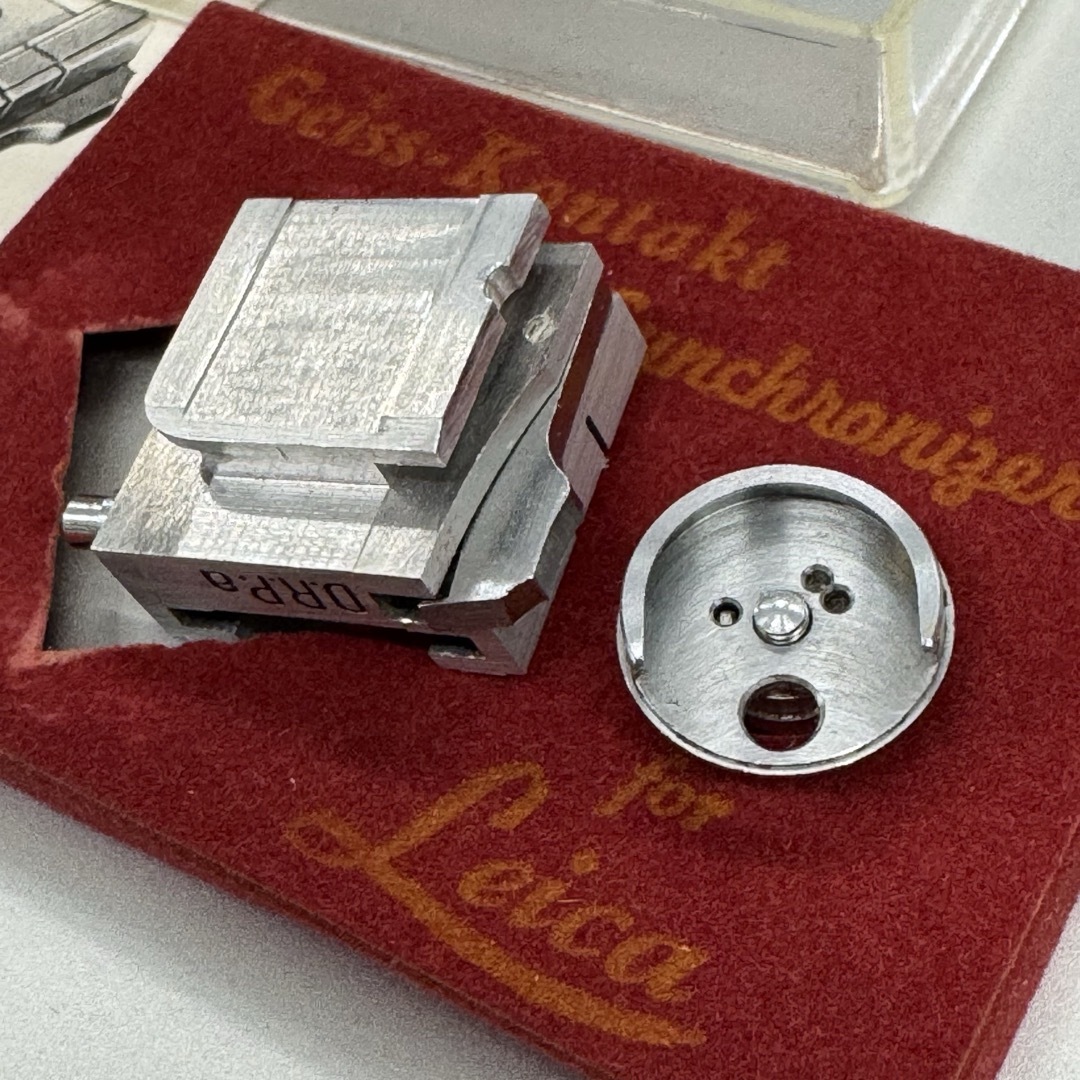 Geiss-Kontakt
Synchronizer
D.R.P.a
for
Leica